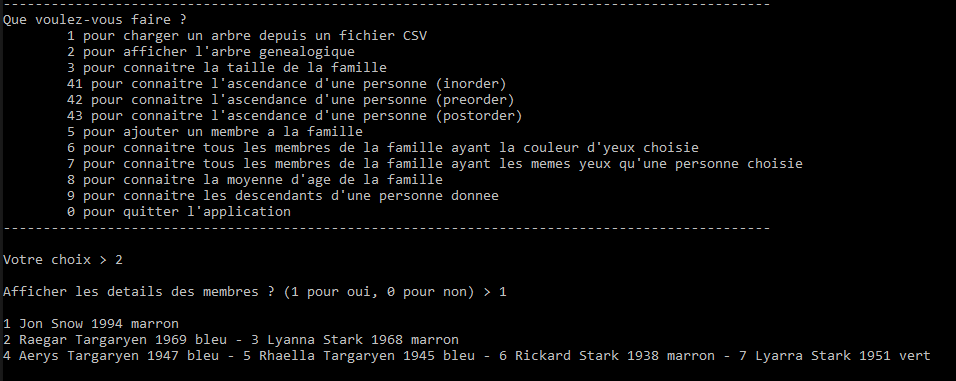 ------------------------------------------------------------------------------------------------
Que voulez-vous faire ?
        1 pour charger un arbre depuis un fichier CSV
        2 pour afficher l'arbre genealogique
        3 pour connaitre la taille de la famille
        41 pour connaitre l'ascendance d'une personne (inorder)
        42 pour connaitre l'ascendance d'une personne (preorder)
        43 pour connaitre l'ascendance d'une personne (postorder)
        5 pour ajouter un membre a la famille
        6 pour connaitre tous les membres de la famille ayant la couleur d'yeux choisie
        7 pour connaitre tous les membres de la famille ayant les memes yeux qu'une personne choisie
        8 pour connaitre la moyenne d'age de la famille
        9 pour connaitre les descendants d'une personne donnee
        0 pour quitter l'application
------------------------------------------------------------------------------------------------
Votre choix > 2
Afficher les details des membres ? (1 pour oui, 0 pour non) > 1
1 Jon Snow 1994 marron
2 Raegar Targaryen 1969 bleu - 3 Lyanna Stark 1968 marron
4 Aerys Targaryen 1947 bleu - 5 Rhaella Targaryen 1945 bleu - 6 Rickard Stark 1938 marron - 7 Lyarra Stark 1951 vert